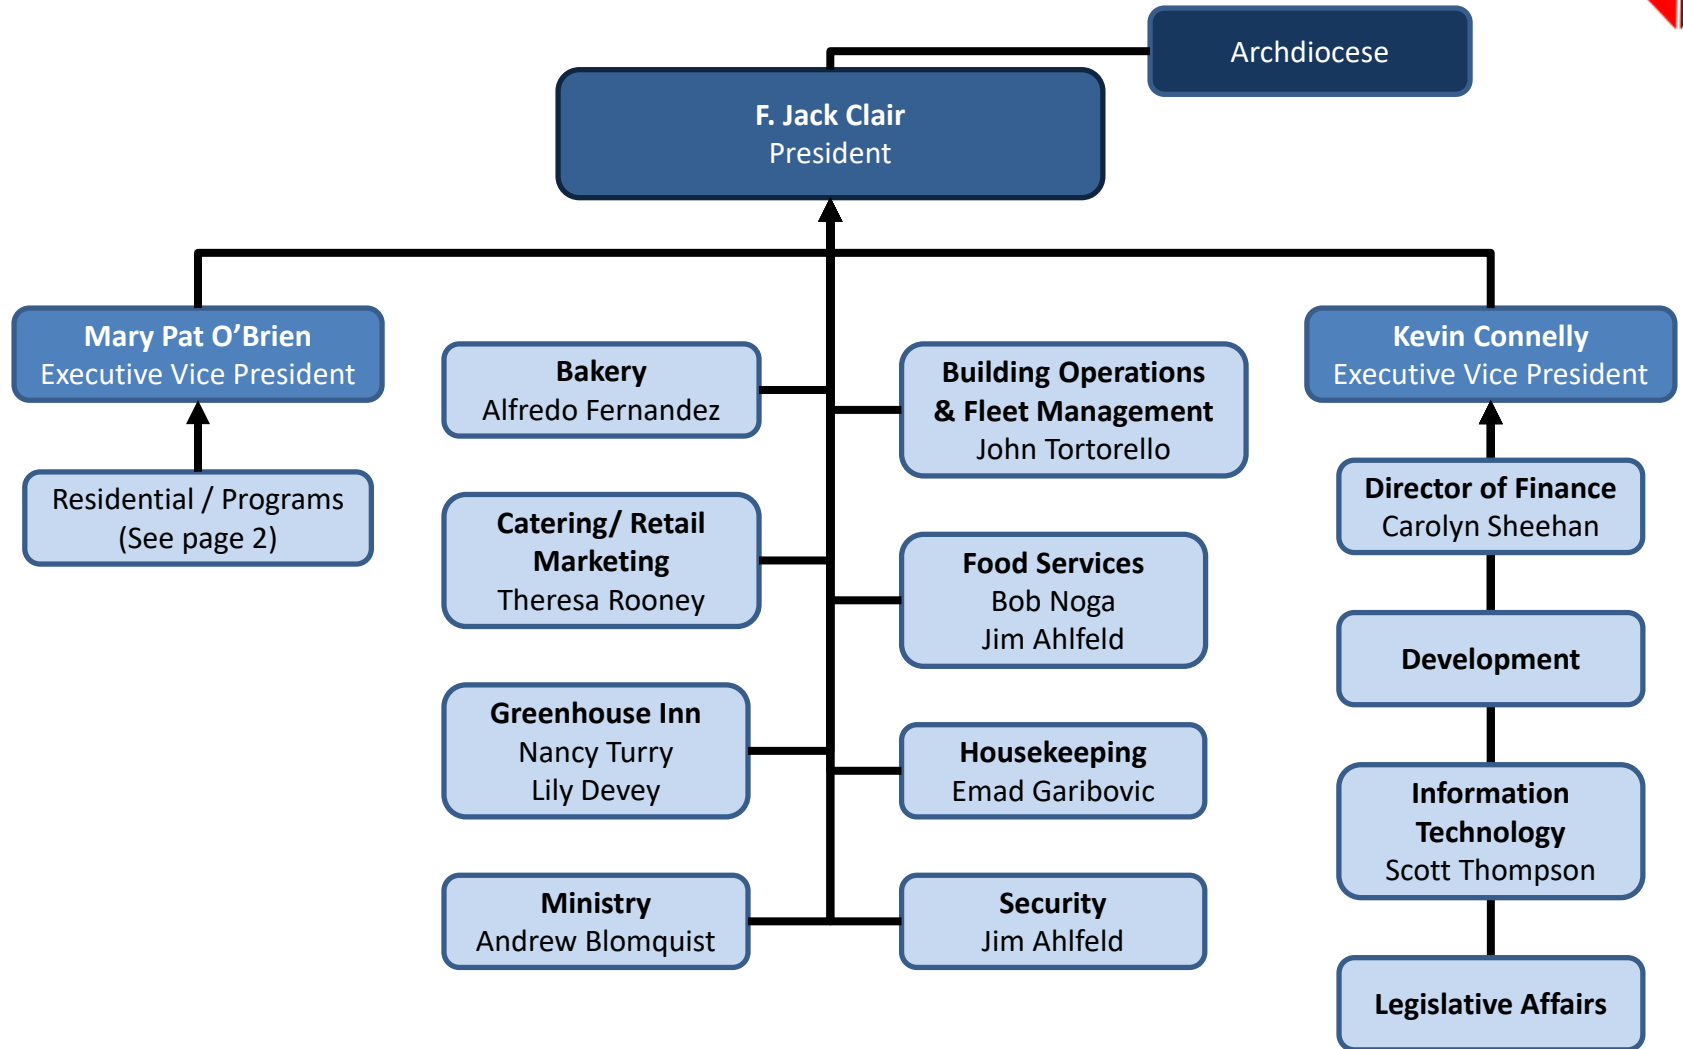 Archdiocese
F. Jack Clair
President
Mary Pat O’Brien
Executive Vice President
Residential / Programs
(See page 2)
Bakery
Alfredo Fernandez
Catering/ Retail
Marketing
Theresa Rooney
Greenhouse Inn
Nancy Turry
Lily Devey
Ministry
Andrew Blomquist
Building Operations
& Fleet Management
John Tortorello
Food Services
Bob Noga
Jim Ahlfeld
Housekeeping
Emad Garibovic
Security
Jim Ahlfeld
Kevin Connelly
Executive Vice President
Director of Finance
Carolyn Sheehan
Development
Information
Technology
Scott Thompson
Legislative Affairs